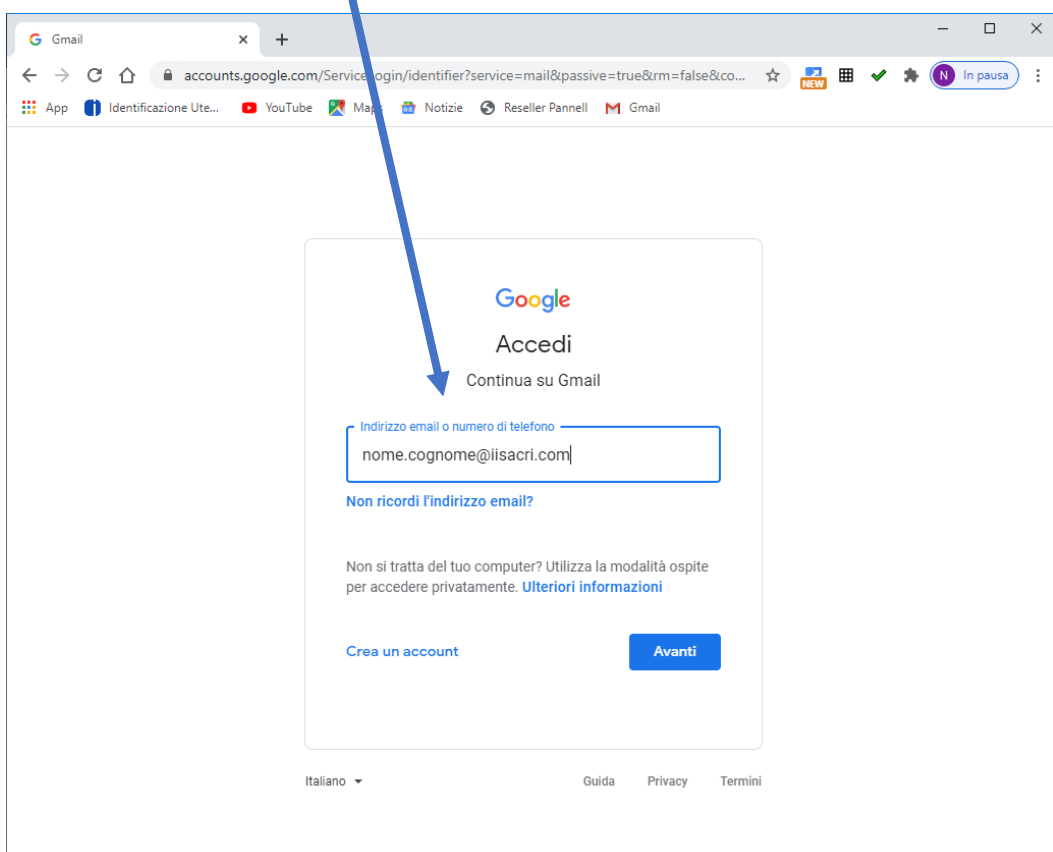 Gmail
accounts.google.com/ServiceLogin/identifier?service=mail&passive=true&rm=false&co...
NEW
N In pausa
App
Identificazione Ute...
YouTube
Maps
Notizie
Reseller Pannell
Gmail
Google
Accedi
Continua su Gmail
Indirizzo email o numero di telefono
nome.cognome@iisacri.com
Non ricordi l'indirizzo email?
Non si tratta del tuo computer? Utilizza la modalità ospite
per accedere privatamente. Ulteriori informazioni
Crea un account
Avanti
Italiano
Guida
Privacy
Termini